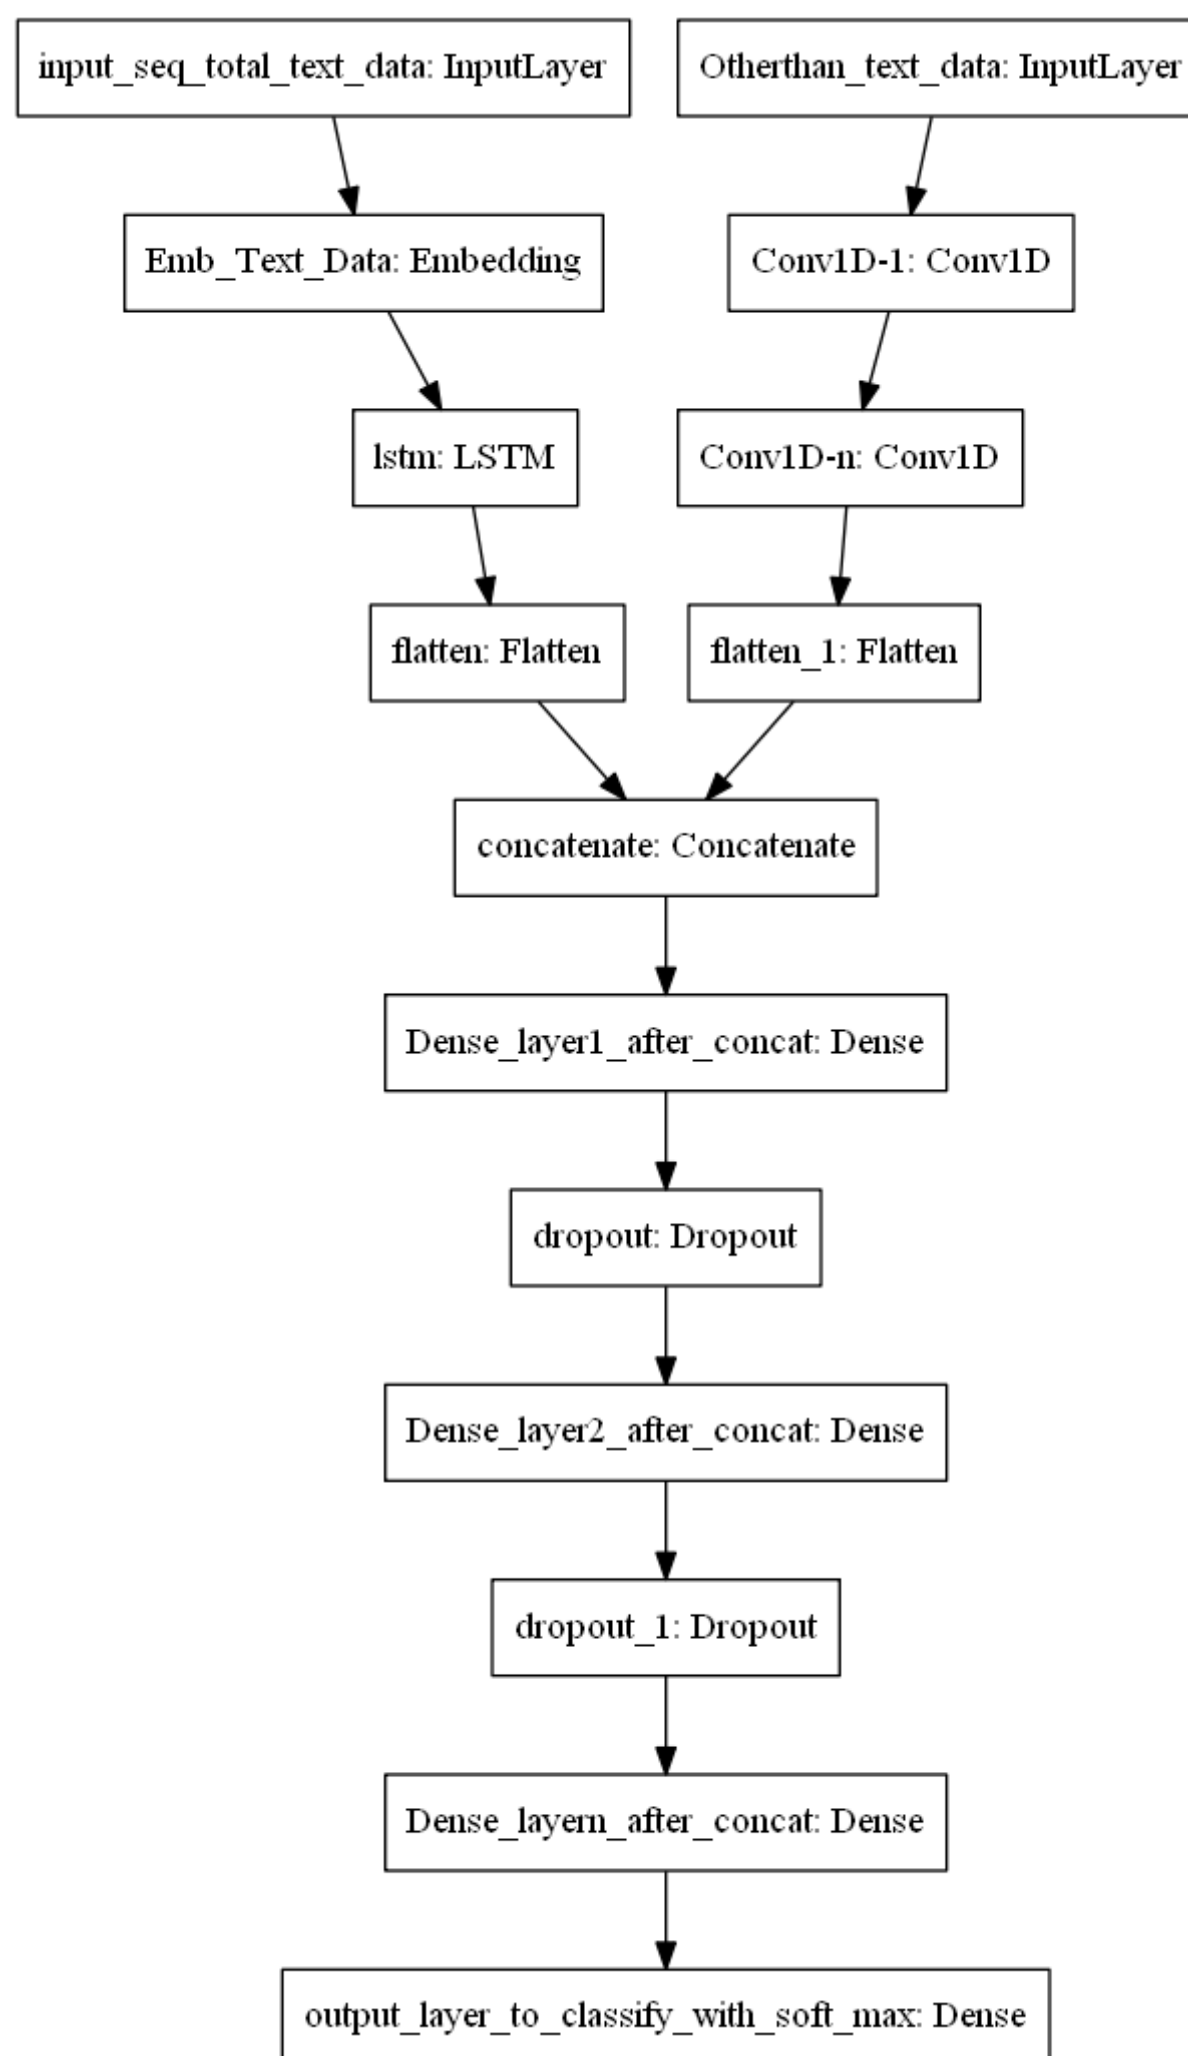 input_seq_total_text_data: InputLayer
Otherthan_text_data: InputLayer
Emb_Text_Data: Embedding
Conv1D-1: Conv1D
lstm: LSTM
Conv1D-n: Conv1D
flatten: Flatten
flatten_1: Flatten
concatenate: Concatenate
Dense_layer1_after_concat: Dense
dropout: Dropout
Dense_layer2_after_concat: Dense
dropout_1: Dropout
Dense_layern_after_concat: Dense
output_layer_to_classify_with_soft_max: Dense